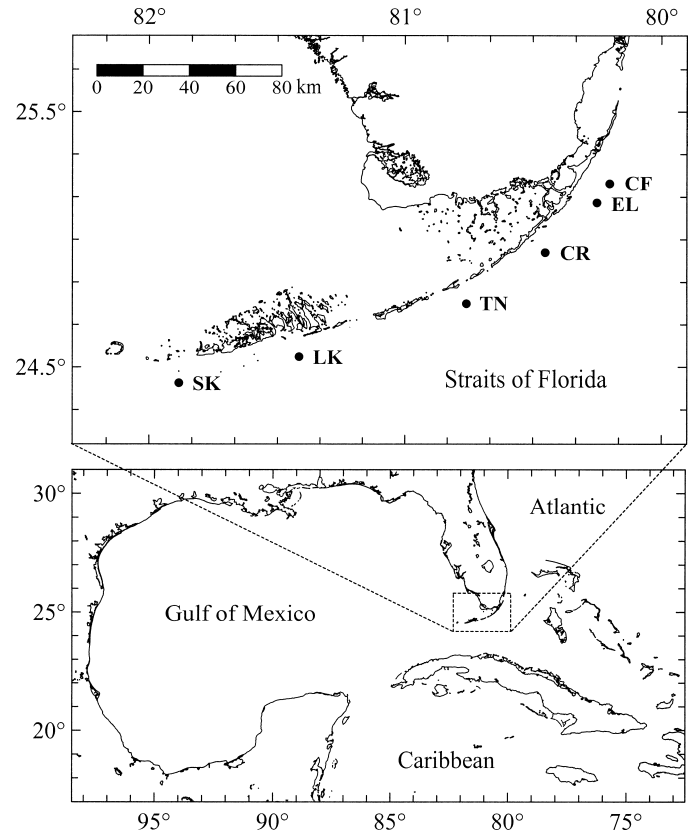 82° 81° 80°
0 20 40 60 80 km
25.5°
CF
EL
CR
TN
LK
24.5°
SK
Straits of Florida
30°
Atlantic
25°
Gulf of Mexico
20°
Caribbean
95° 90° 85° 80° 75°